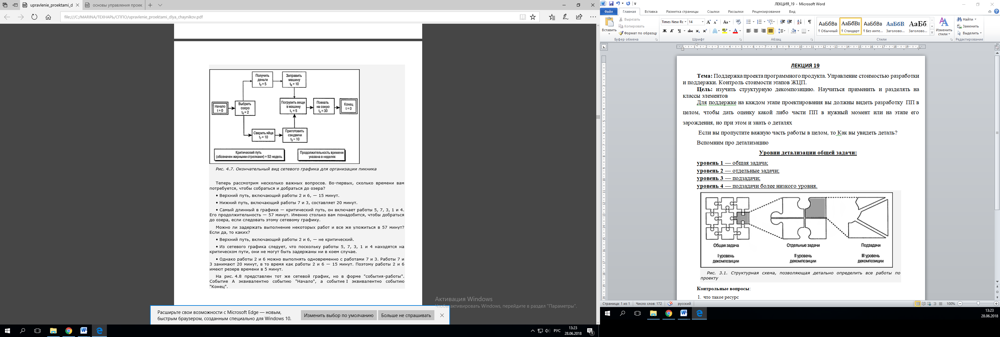 upravlenie_proektami_d
основы управления проек
file:///C:/MARINA/ТЕХНАРЬ/СППО/upravlenie_proektami_dlya_chaynikov.pdf
Получить деньги t₂ = 5
Заправить машину t₆ = 10
Начало t = 0
Выбрать озеро t₅ = 2
Погрузить вещи в машину t₁ = 5
Поехать на озеро t₄ = 30
Конец t = 0
Сварить яйца t₇ = 10
Приготовить сэндвичи t₃ = 10
Критический путь
(обозначен жирными стрелками) = 52 недель
Продолжительность времени
указана в неделях
Рис. 4.7. Окончательный вид сетевого графика для организации пикника
Теперь рассмотрим несколько важных вопросов. Во-первых, сколько времени вам
потребуется, чтобы собраться и добраться до озера?
• Верхний путь, включающий работы 2 и 6, — 15 минут.
• Нижний путь, включающий работы 7 и 3, составляет 20 минут.
• Самый длинный в графике — критический путь, он включает работы 5, 7, 3, 1 и 4.
Его продолжительность — 57 минут. Именно столько вам понадобится, чтобы добраться
до озера, если следовать этому сетевому графику.
Можно ли задержать выполнение некоторых работ и все же уложиться в 57 минут?
Если да, то каких?
• Верхний путь, включающий работы 2 и 6, — не критический.
• Из сетевого графика следует, что поскольку работы 5, 7, 3, 1 и 4 находятся на
критическом пути, они не могут быть задержаны ни в коем случае.
• Однако работы 2 и 6 можно выполнять одновременно с работами 7 и 3. Работы 7 и
3 занимают 20 минут, в то время как работы 2 и 6 — 15 минут. Поэтому работы 2 и 6
имеют резерв времени в 5 минут.
На рис. 4.8 представлен тот же сетевой график, но в форме "события-работы".
Событие А эквивалентно событию "Начало", а событие I эквивалентно событию
"Конец".
Активация Windows
Чтобы активировать Windows, перейдите в раздел "Параметры".
Расширьте свои возможности с Microsoft Edge — новым,
быстрым браузером, созданным специально для Windows 10.
Изменить выбор по умолчанию
Больше не спрашивать
РУС
13:23
28.06.2018
1
ЛЕКЦИЯ_19 - Microsoft Word
Файл Главная Вставка Разметка страницы Ссылки Рассылки Рецензирование Вид
Вставить
Вырезать
Копировать
Формат по образцу
Буфер обмена
Times New Rc 14
Ж К Ч
Шрифт
Абзац
АаБбВв АаБбВı АаБбВв АаБбВ АаБб
¶ Обычный ¶ Стандарт ¶ Без инте... Заголово... Заголово...
Изменить стили
Стили
Найти
Заменить
Выделить
Редактирование
ЛЕКЦИЯ 19
Тема: Поддержка проекта программного продукта. Управление стоимостью разработки
и поддержки. Контроль стоимости этапов ЖЦП.
Цель: изучить структурную декомпозицию. Научиться применить и разделять на
классы элементов
Для поддержке на каждом этапе проектирования вы должны видеть разработку ПП в
целом, чтобы дать оценку какой либо части ПП в нужный момент или на этапе его
зарождения, но при этом и знать о деталях
Если вы пропустите важную часть работы в целом, то Как вы увидеть деталь?
Вспомним про детализацию
Уровни детализации общей задачи:
уровень 1 — общая задача;
уровень 2 — отдельные задачи;
уровень 3 — подзадачи;
уровень 4 — подзадачи более низкого уровня.
Общая задача Отдельные задачи Подзадачи
I уровень декомпозиции
II уровень декомпозиции
III уровень декомпозиции
Рис. 3.1. Структурная схема, позволяющая детально определить все работы по
проекту
Контрольные вопросы:
1. что такое ресурс
Страница: 1 из 1 Число слов: 172 русский 100%
13:23
28.06.2018